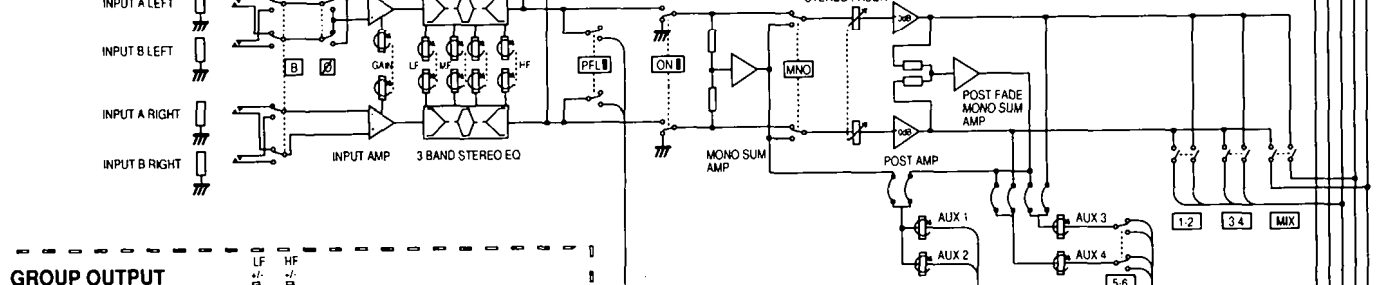 INPUT A LEFT
INPUT B LEFT
B
Ø
GAIN
LF
MF
HF
PFL
ON
MNO
0dB
POST FADE
MONO SUM
AMP
INPUT A RIGHT
0dB
INPUT B RIGHT
INPUT AMP
3 BAND STEREO EQ
MONO SUM
AMP
POST AMP
AUX 1
AUX 3
1-2
3 4
MIX
AUX 2
AUX 4
LF
HF
+/-
+/-
5-6
GROUP OUTPUT